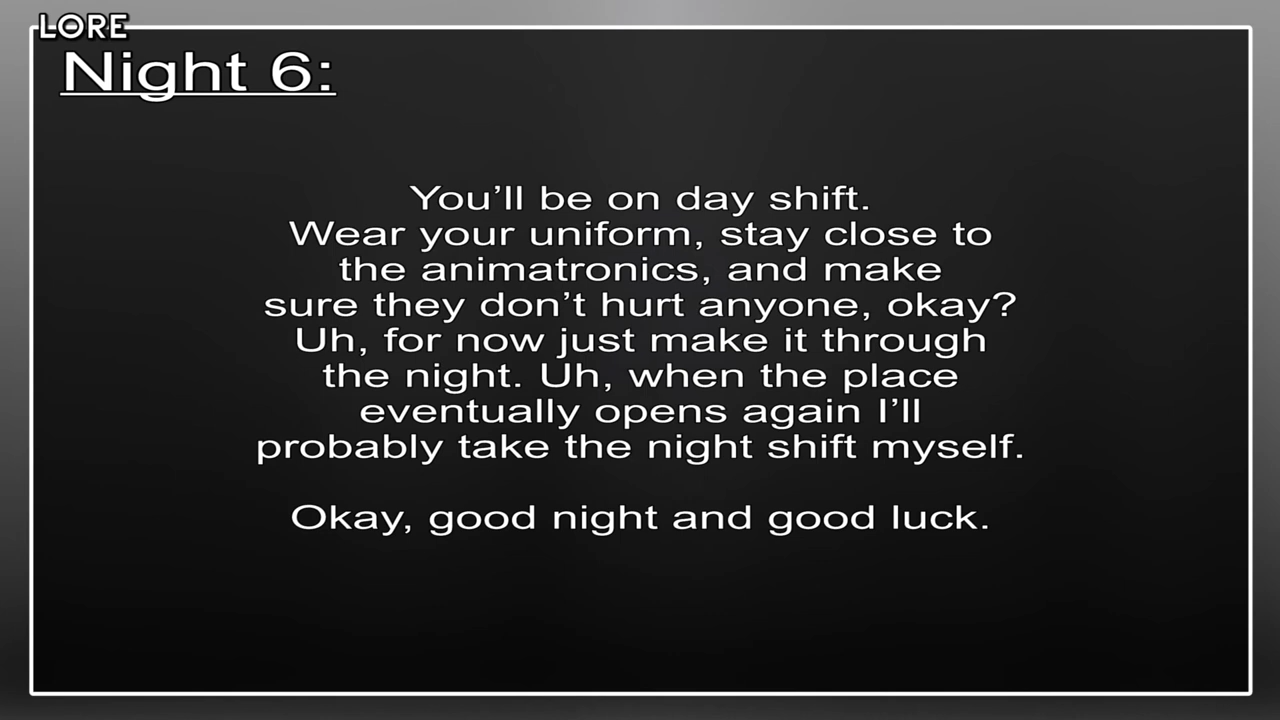 LORE
Night 6:
You’ll be on day shift.
Wear your uniform, stay close to
the animatronics, and make
sure they don’t hurt anyone, okay?
Uh, for now just make it through
the night. Uh, when the place
eventually opens again I’ll
probably take the night shift myself.
Okay, good night and good luck.